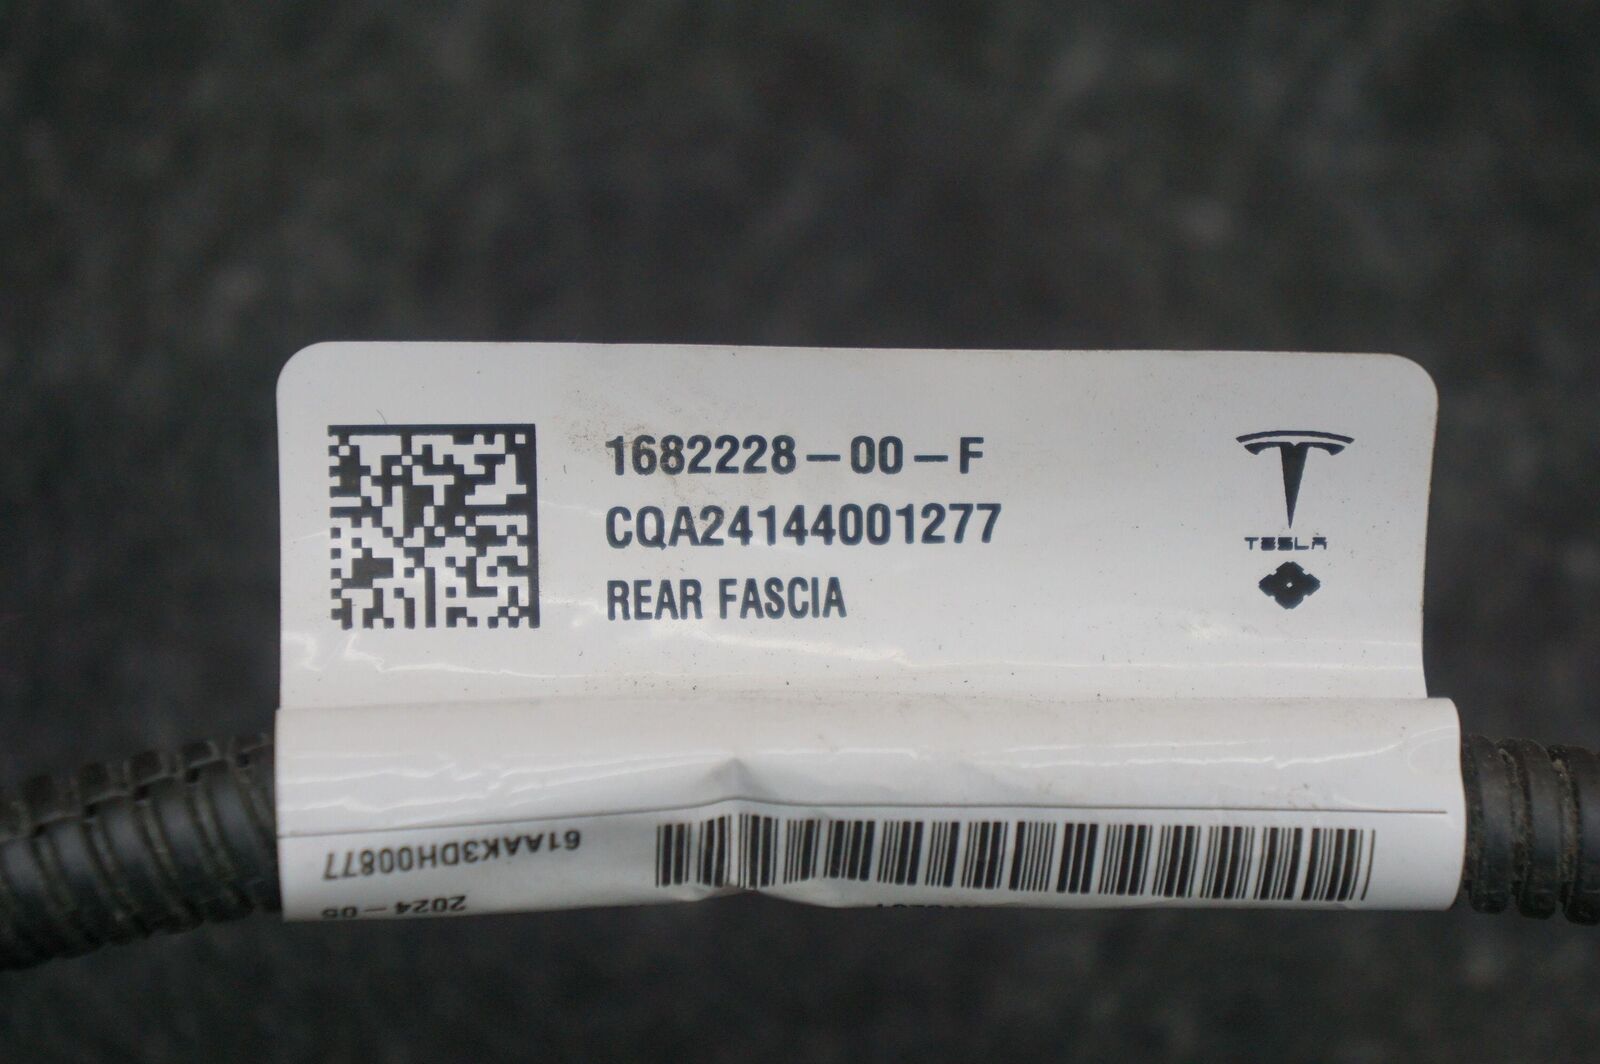 1682228-00-F
CQA24144001277
REAR FASCIA
TESLA
61AAK3DH00877